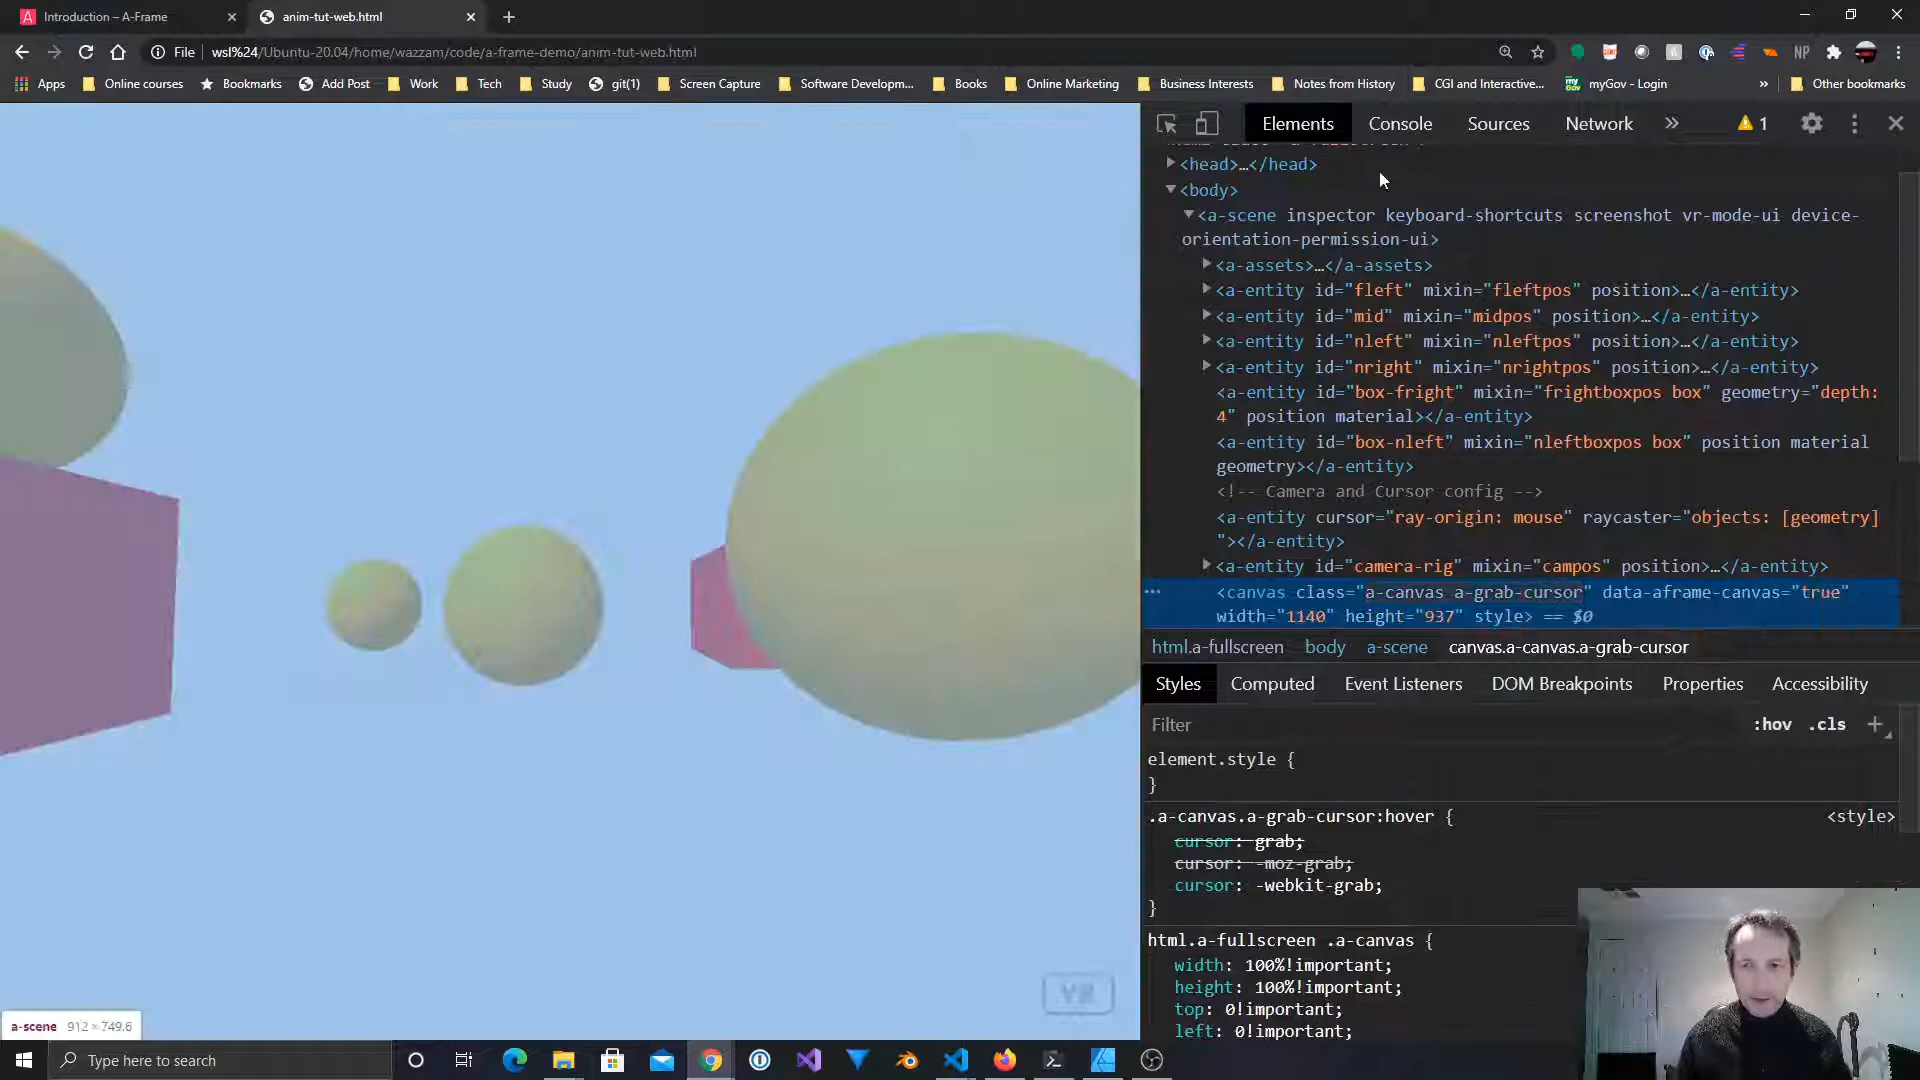 Introduction – A-Frame
anim-tut-web.html
File wsl%24/Ubuntu-20.04/home/wazzam/code/a-frame-demo/anim-tut-web.html
NP
Apps Online courses Bookmarks Add Post Work Tech Study git(1) Screen Capture Software Developm... Books Online Marketing Business Interests Notes from History CGI and Interactive... myGov - Login » Other bookmarks
Elements Console Sources Network » 1
<head>…</head>
<body>
<a-scene inspector keyboard-shortcuts screenshot vr-mode-ui device-
orientation-permission-ui>
<a-assets>…</a-assets>
<a-entity id="fleft" mixin="fleftpos" position>…</a-entity>
<a-entity id="mid" mixin="midpos" position>…</a-entity>
<a-entity id="nleft" mixin="nleftpos" position>…</a-entity>
<a-entity id="nright" mixin="nrightpos" position>…</a-entity>
<a-entity id="box-fright" mixin="frightboxpos box" geometry="depth:
4" position material></a-entity>
<a-entity id="box-nleft" mixin="nleftboxpos box" position material
geometry></a-entity>
<!-- Camera and Cursor config -->
<a-entity cursor="ray-origin: mouse" raycaster="objects: [geometry]
"></a-entity>
<a-entity id="camera-rig" mixin="campos" position>…</a-entity>
<canvas class="a-canvas a-grab-cursor" data-aframe-canvas="true"
width="1140" height="937" style> == $0
html.a-fullscreen body a-scene canvas.a-canvas.a-grab-cursor
Styles Computed Event Listeners DOM Breakpoints Properties Accessibility
Filter :hov .cls +
element.style {
}
.a-canvas.a-grab-cursor:hover { <style>
cursor: grab;
cursor: -moz-grab;
cursor: -webkit-grab;
}
html.a-fullscreen .a-canvas {
width: 100%!important;
height: 100%!important;
top: 0!important;
left: 0!important;
VR
a-scene 912 × 749.6
Type here to search